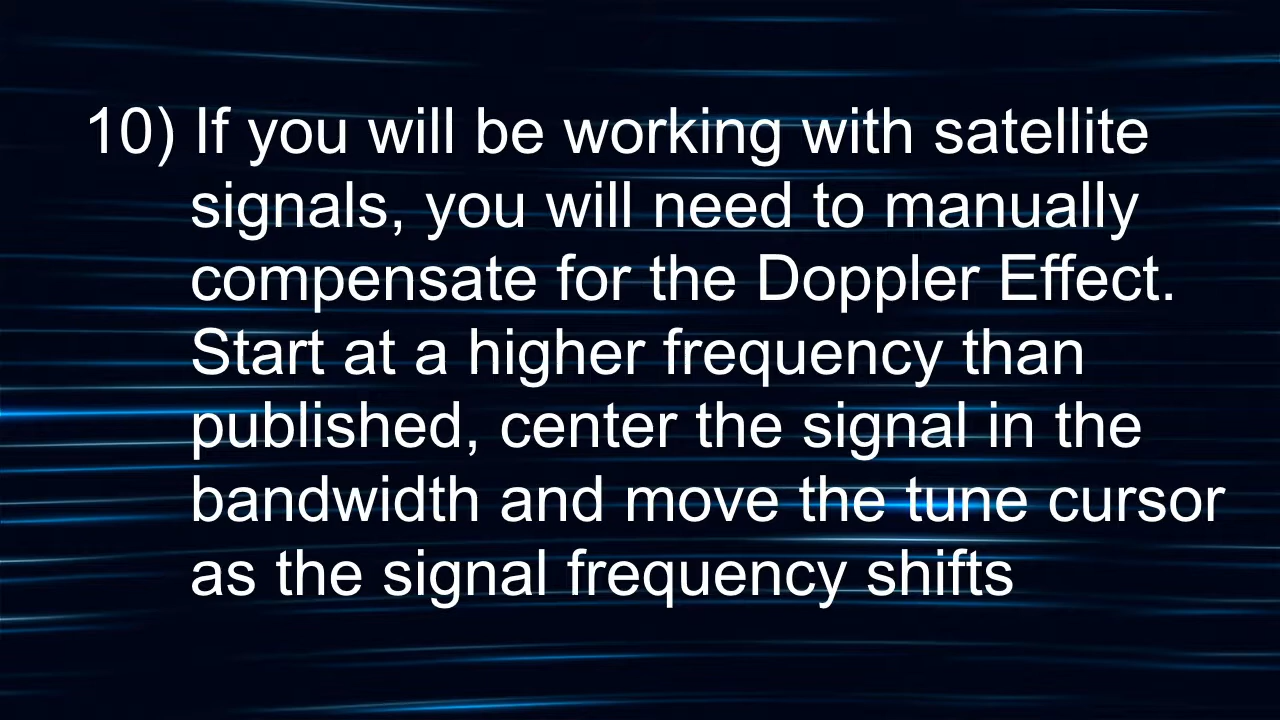 10) If you will be working with satellite
signals, you will need to manually
compensate for the Doppler Effect.
Start at a higher frequency than
published, center the signal in the
bandwidth and move the tune cursor
as the signal frequency shifts